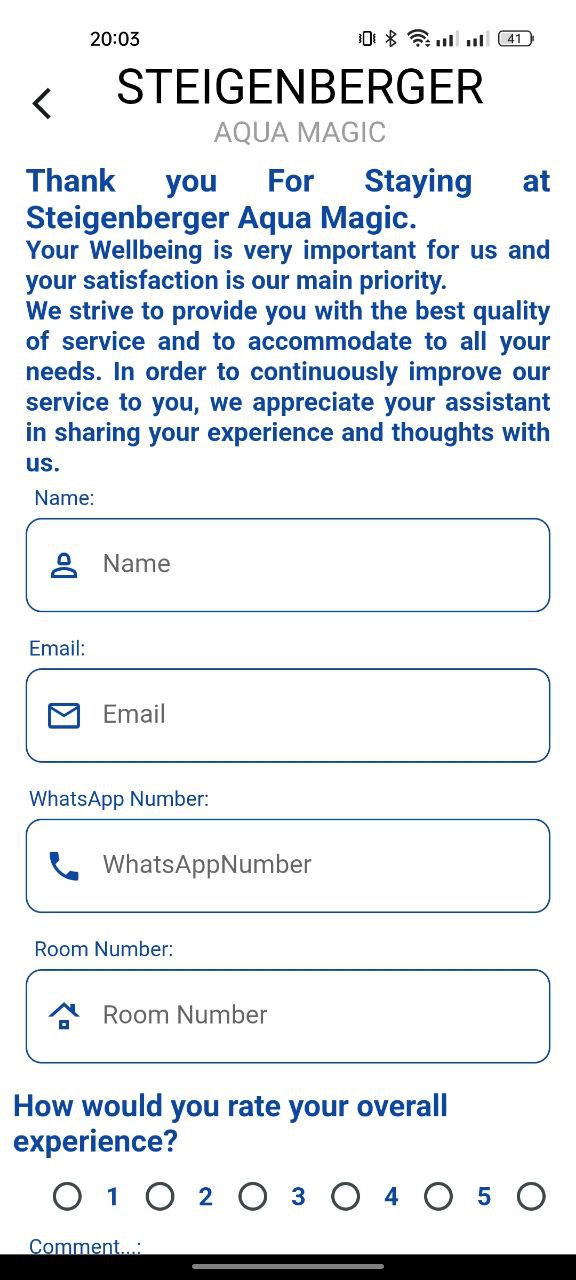 20:03
41
STEIGENBERGER
AQUA MAGIC
Thank you For Staying at
Steigenberger Aqua Magic.
Your Wellbeing is very important for us and
your satisfaction is our main priority.
We strive to provide you with the best quality
of service and to accommodate to all your
needs. In order to continuously improve our
service to you, we appreciate your assistant
in sharing your experience and thoughts with
us.
Name:
Name
Email:
Email
WhatsApp Number:
WhatsAppNumber
Room Number:
Room Number
How would you rate your overall
experience?
1 2 3 4 5
Comment...: